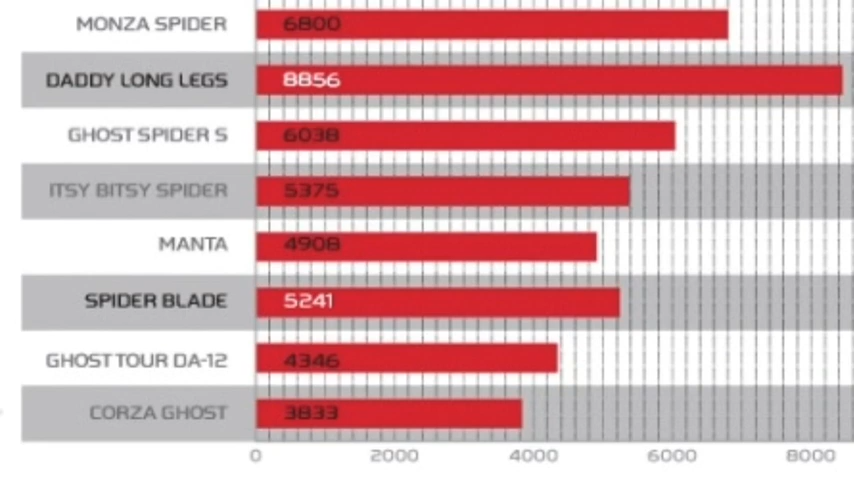 MONZA SPIDER 6800
DADDY LONG LEGS 8856
GHOST SPIDER S 6038
ITSY BITSY SPIDER 5375
MANTA 4908
SPIDER BLADE 5241
GHOST TOUR DA-12 4346
CORZA GHOST 3833
0 2000 4000 6000 8000